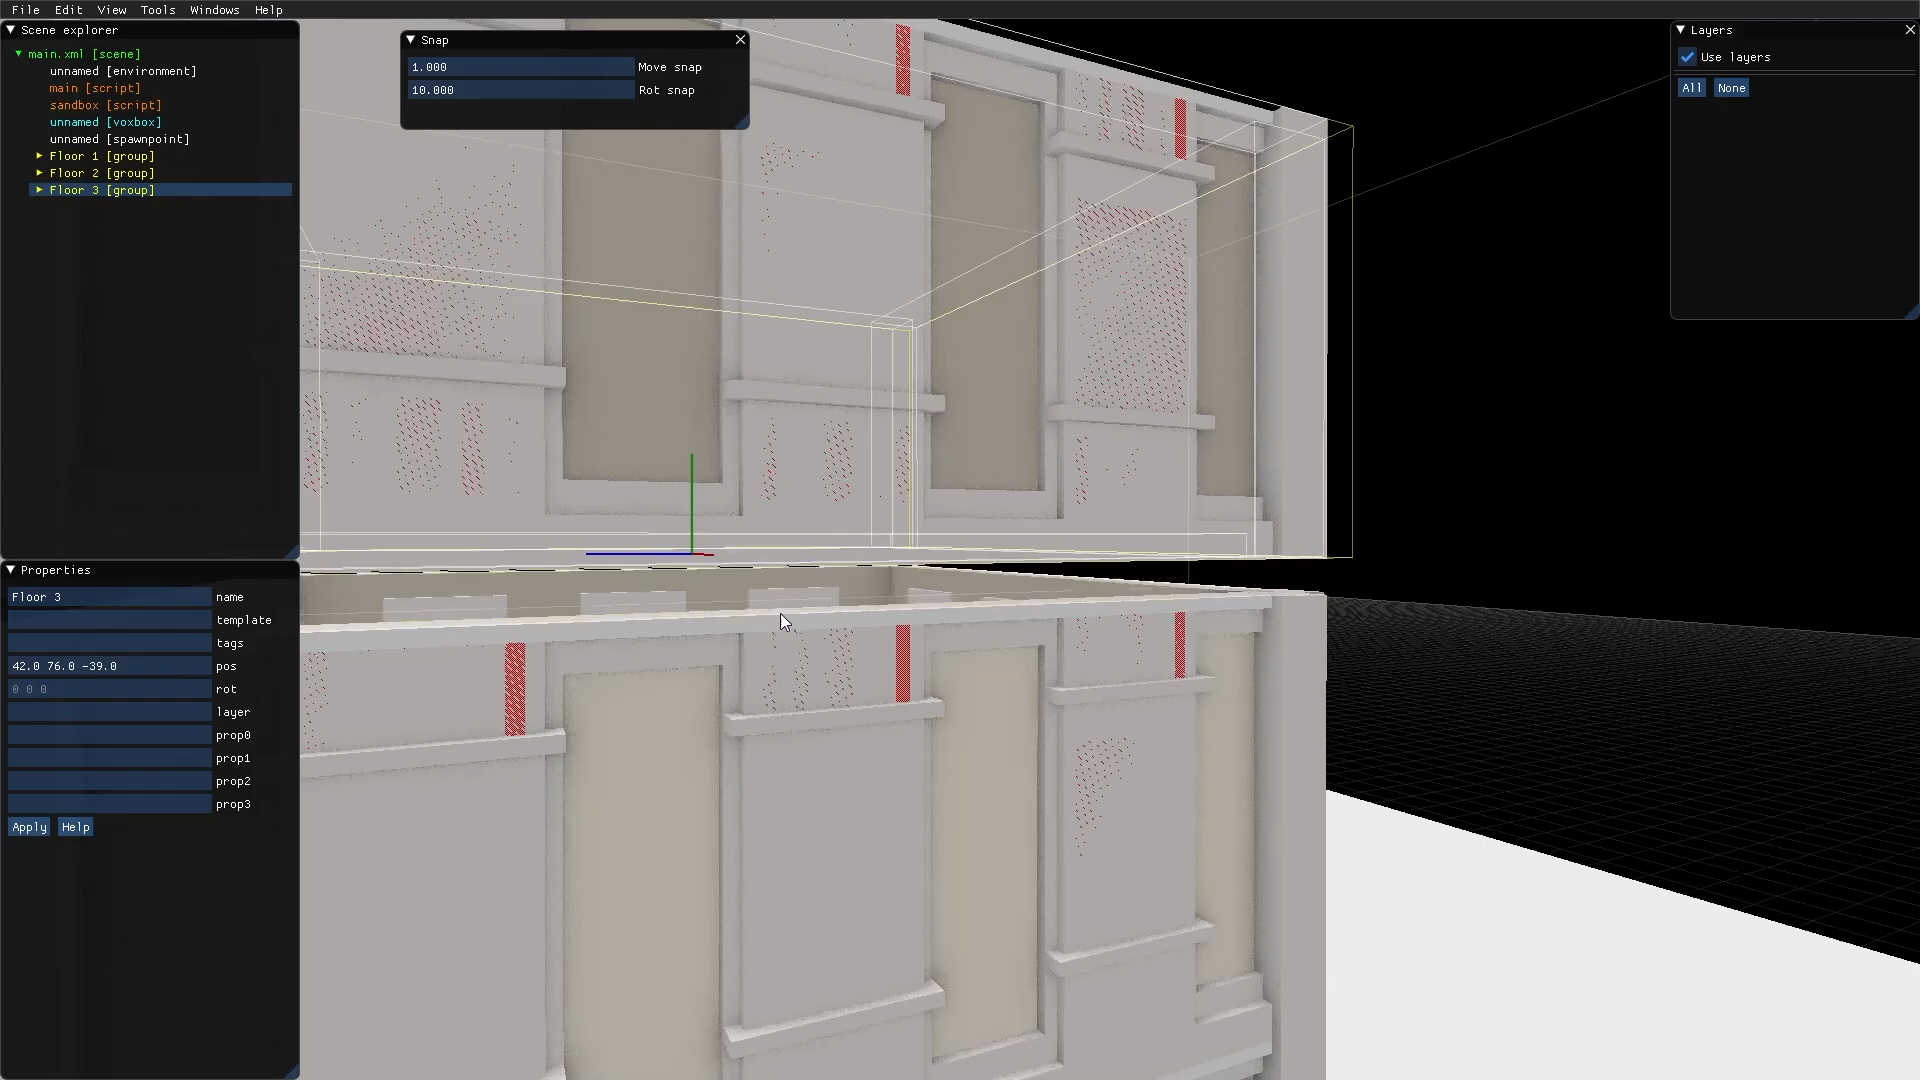 File Edit View Tools Windows Help
Scene explorer
main.xml [scene]
unnamed [environment]
main [script]
sandbox [script]
unnamed [voxbox]
unnamed [spawnpoint]
Floor 1 [group]
Floor 2 [group]
Floor 3 [group]
Snap
1.000 Move snap
10.000 Rot snap
Layers
Use layers
All None
Properties
Floor 3 name
template
tags
42.0 76.0 -39.0 pos
0 0 0 rot
layer
prop0
prop1
prop2
prop3
Apply Help